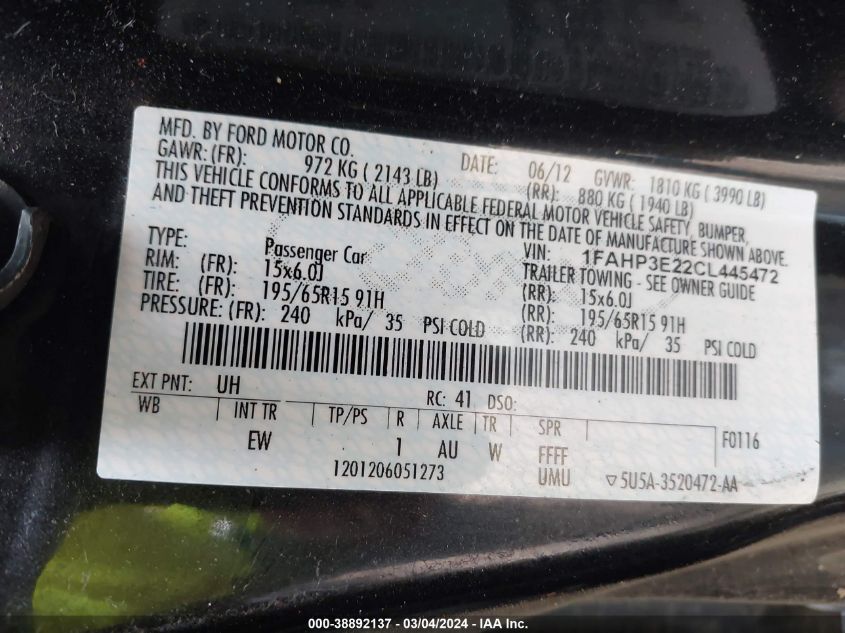 MFD. BY FORD MOTOR CO. DATE: 06/12 GVWR: 1810 KG ( 3990 LB)
GAWR: (FR): 972 KG ( 2143 LB) (RR): 880 KG ( 1940 LB)
THIS VEHICLE CONFORMS TO ALL APPLICABLE FEDERAL MOTOR VEHICLE SAFETY, BUMPER,
AND THEFT PREVENTION STANDARDS IN EFFECT ON THE DATE OF MANUFACTURE SHOWN ABOVE.
VIN: 1FAHP3E22CL445472
TYPE: Passenger Car TRAILER TOWING - SEE OWNER GUIDE
RIM: (FR): 15x6.0J (RR): 15x6.0J
TIRE: (FR): 195/65R15 91H (RR): 195/65R15 91H
PRESSURE: (FR): 240 kPa/ 35 PSI COLD (RR): 240 kPa/ 35 PSI COLD
EXT PNT: UH RC: 41 DSO:
WB INT TR TP/PS R AXLE TR SPR F0116
EW 1 AU W FFFF
1201206051273 UMU ▽5U5A-3520472-AA
000-38892137 - 03/04/2024 - IAA Inc.